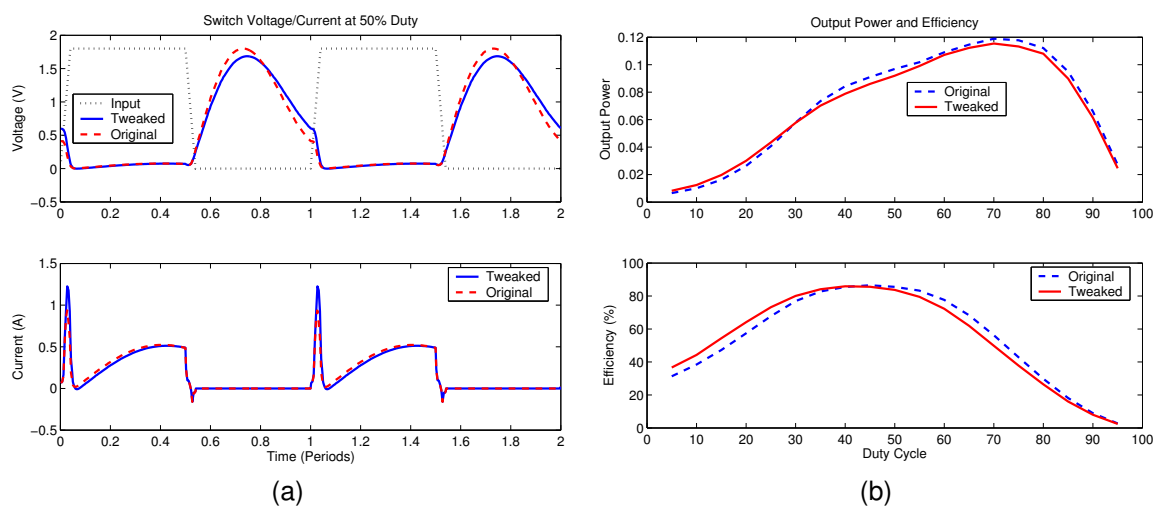 Switch Voltage/Current at 50% Duty
Voltage (V)
2
1.5
1
0.5
0
−0.5
Input
Tweaked
Original
0 0.2 0.4 0.6 0.8 1 1.2 1.4 1.6 1.8 2
Current (A)
1.5
1
0.5
0
−0.5
Tweaked
Original
0 0.2 0.4 0.6 0.8 1 1.2 1.4 1.6 1.8 2
Time (Periods)
(a)
Output Power and Efficiency
Output Power
0.12
0.1
0.08
0.06
0.04
0.02
0
Original
Tweaked
0 10 20 30 40 50 60 70 80 90 100
Efficiency (%)
100
80
60
40
20
0
Original
Tweaked
0 10 20 30 40 50 60 70 80 90 100
Duty Cycle
(b)